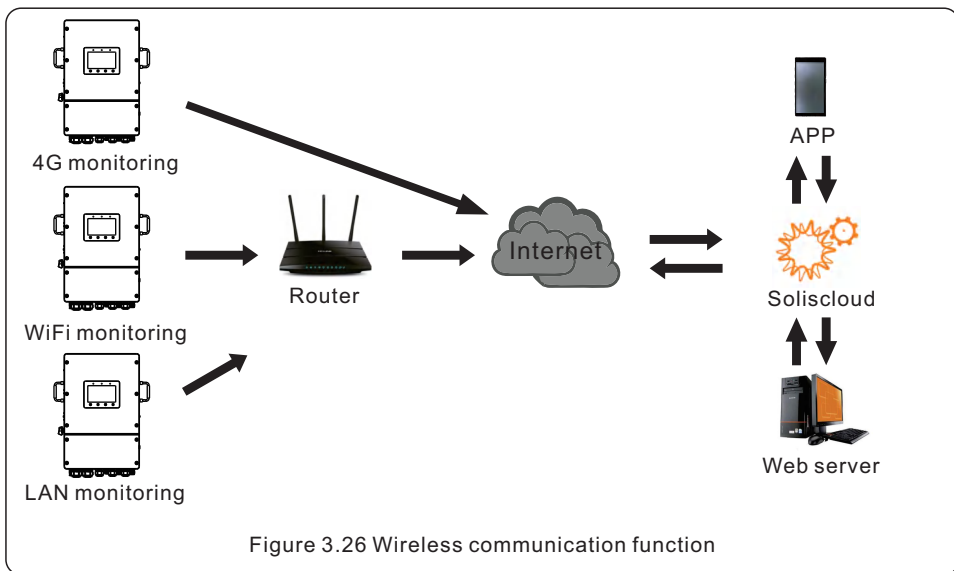 4G monitoring
WiFi monitoring
LAN monitoring
Router
Internet
APP
Soliscloud
Web server
Figure 3.26 Wireless communication function